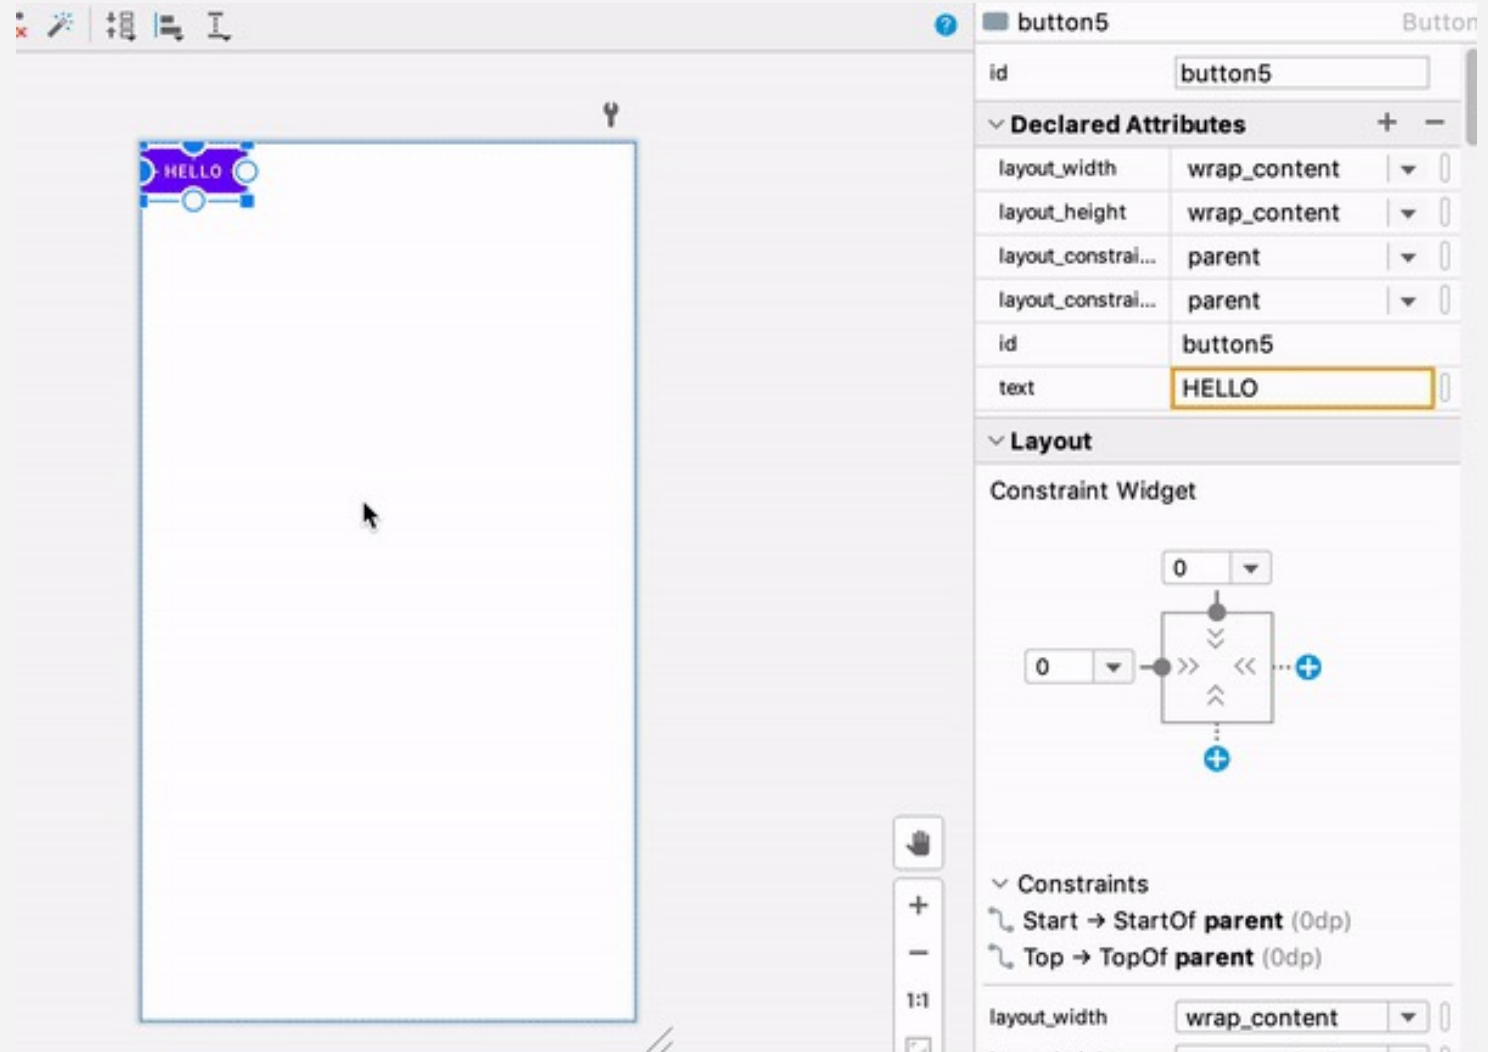 button5 Button
id button5
Declared Attributes
layout_width wrap_content
layout_height wrap_content
layout_constrai... parent
layout_constrai... parent
id button5
text HELLO
HELLO
Layout
Constraint Widget
0
0
Constraints
Start → StartOf parent (0dp)
Top → TopOf parent (0dp)
1:1
layout_width wrap_content